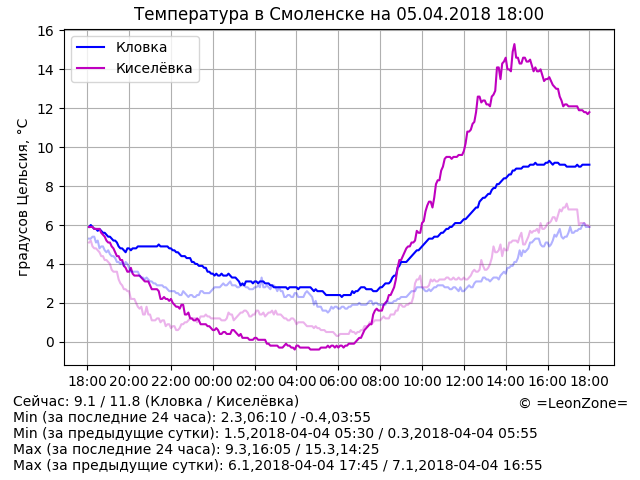 Температура в Смоленске на 05.04.2018 18:00
градусов Цельсия, °C
16
14
12
10
8
6
4
2
0
Кловка
Киселёвка
18:00 20:00 22:00 00:00 02:00 04:00 06:00 08:00 10:00 12:00 14:00 16:00 18:00
Сейчас: 9.1 / 11.8 (Кловка / Киселёвка)
© =LeonZone=
Min (за последние 24 часа): 2.3,06:10 / -0.4,03:55
Min (за предыдущие сутки): 1.5,2018-04-04 05:30 / 0.3,2018-04-04 05:55
Max (за последние 24 часа): 9.3,16:05 / 15.3,14:25
Max (за предыдущие сутки): 6.1,2018-04-04 17:45 / 7.1,2018-04-04 16:55